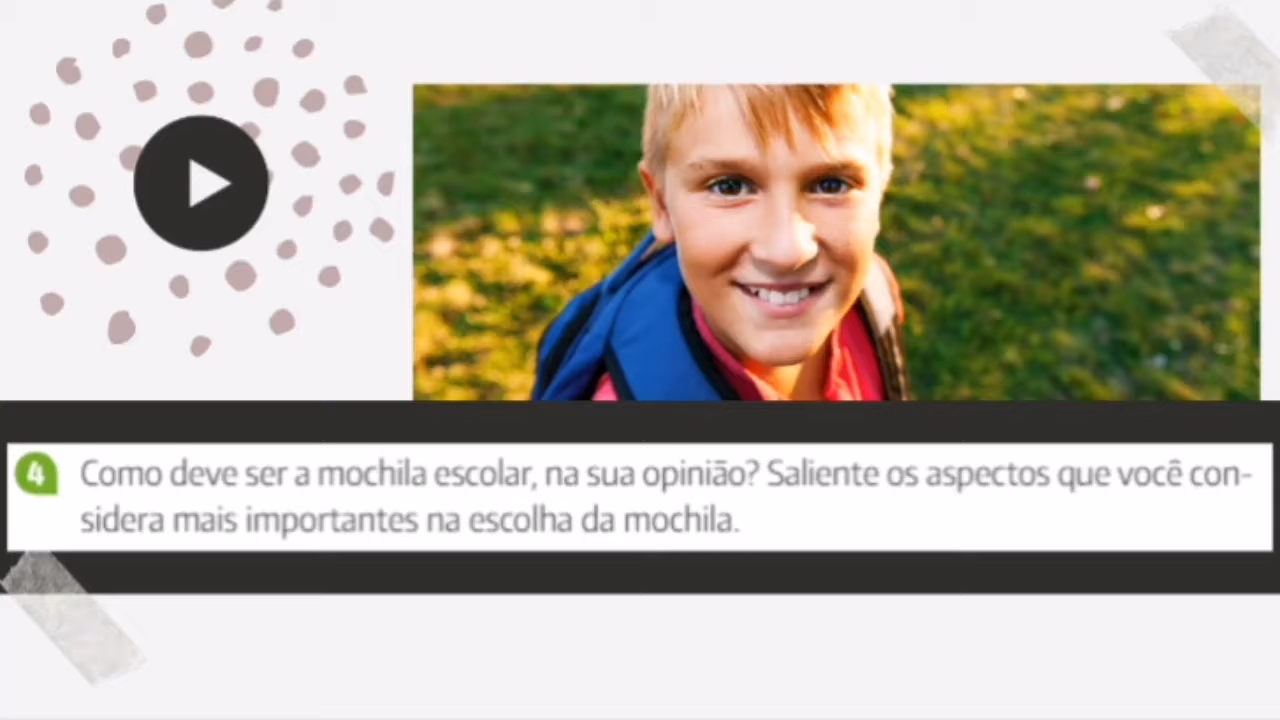 4 Como deve ser a mochila escolar, na sua opinião? Saliente os aspectos que você con-
sidera mais importantes na escolha da mochila.